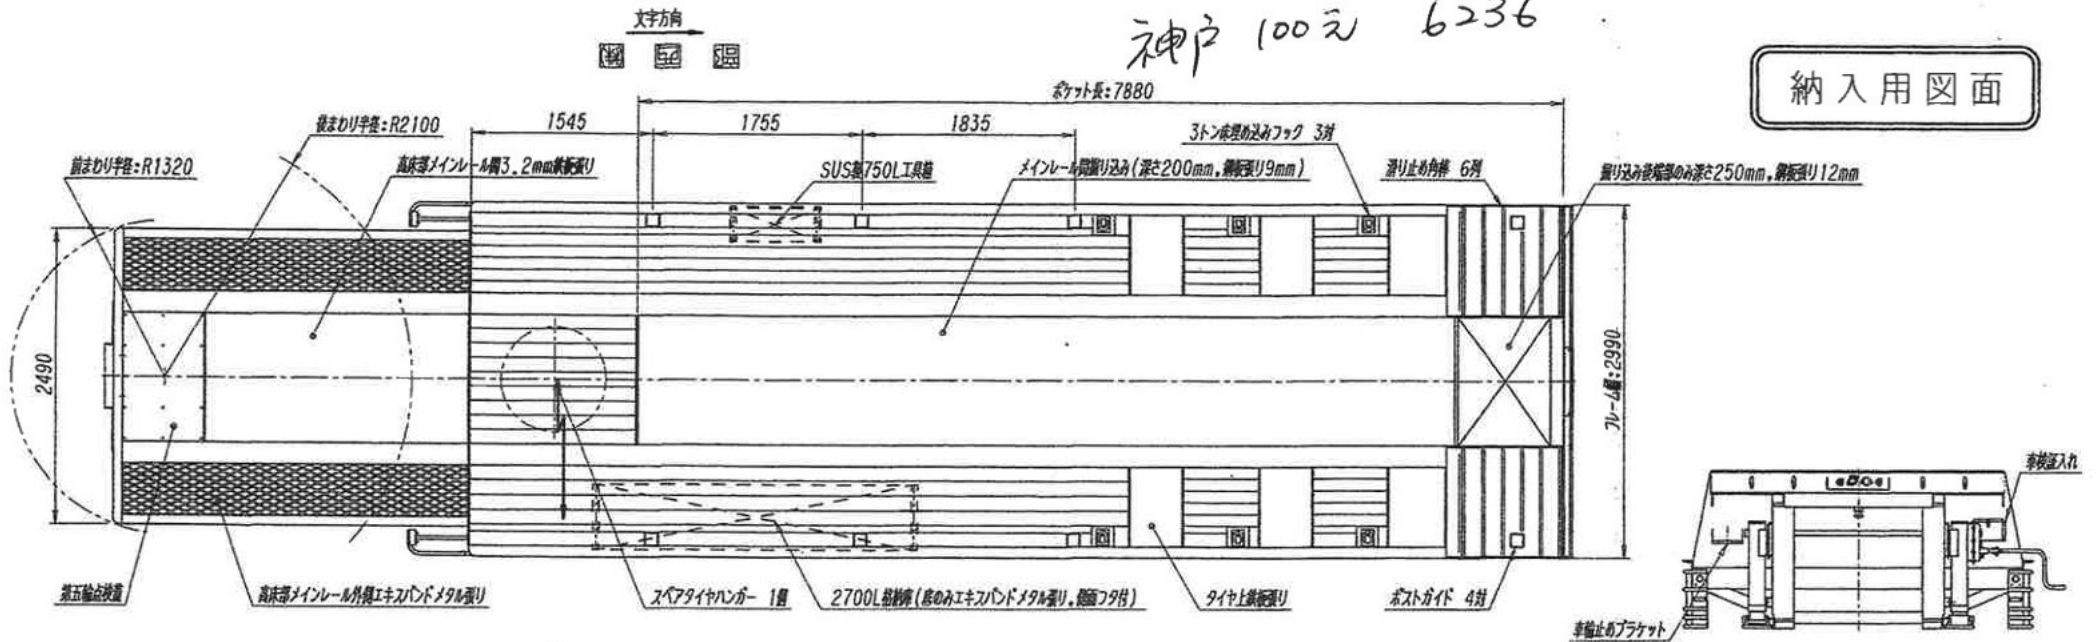 文字方向
神戸 100え 6236
納入用図面
ポケット長:7880
後まわり半径:R2100
1545
1755
1835
3トン床埋め込みフック 3対
前まわり半径:R1320
高床部メインレール間3.2mm鉄板張り
SUS製750L工具箱
メインレール間掘り込み(深さ200mm,鋼板張り9mm)
滑り止め角棒 6列
掘り込み後端部のみ深さ250mm,鋼板張り12mm
2490
フレーム幅:2990
車検証入れ
第五輪点検蓋
高床部メインレール外側エキスパンドメタル張り
スペアタイヤハンガー 1個
2700L格納庫(底のみエキスパンドメタル張り,側面フタ付)
タイヤ上鉄板張り
ポストガイド 4対
車輪止めブラケット